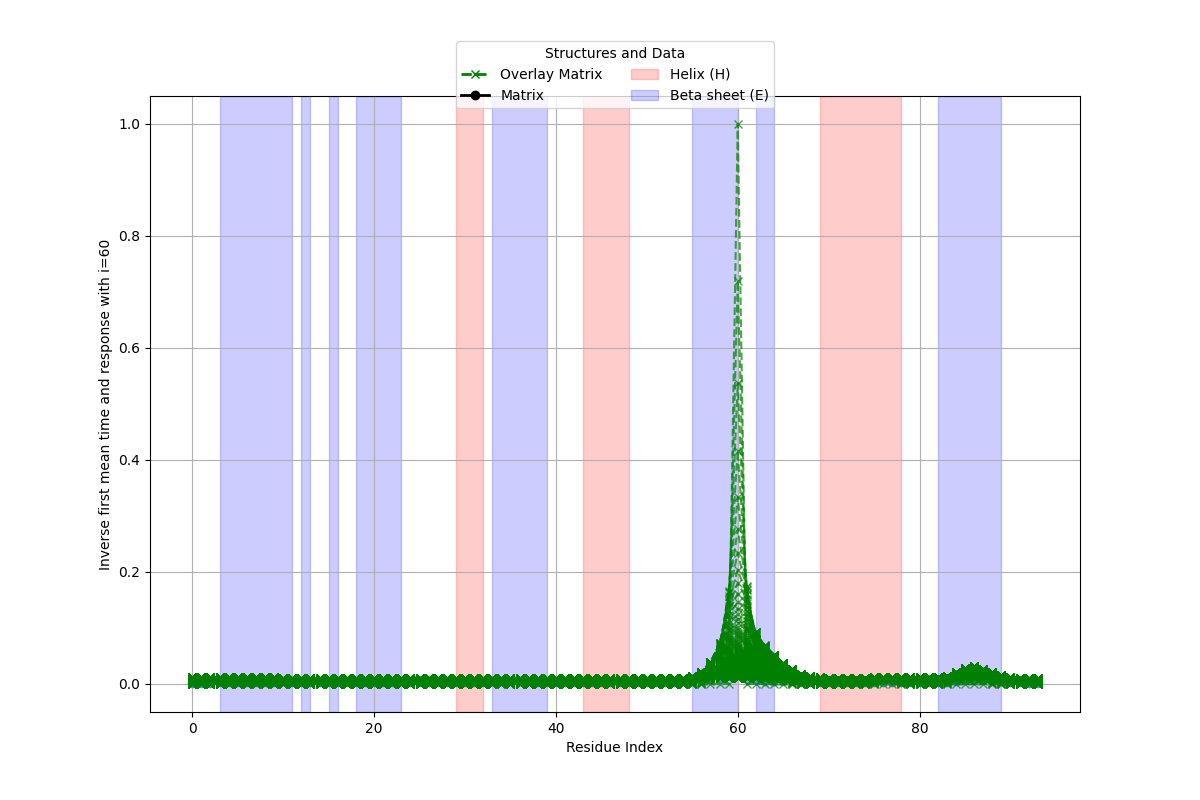 Structures and Data
Overlay Matrix
Helix (H)
Matrix
Beta sheet (E)
1.0
0.8
0.6
0.4
0.2
0.0
Inverse first mean time and response with i=60
0 20 40 60 80
Residue Index